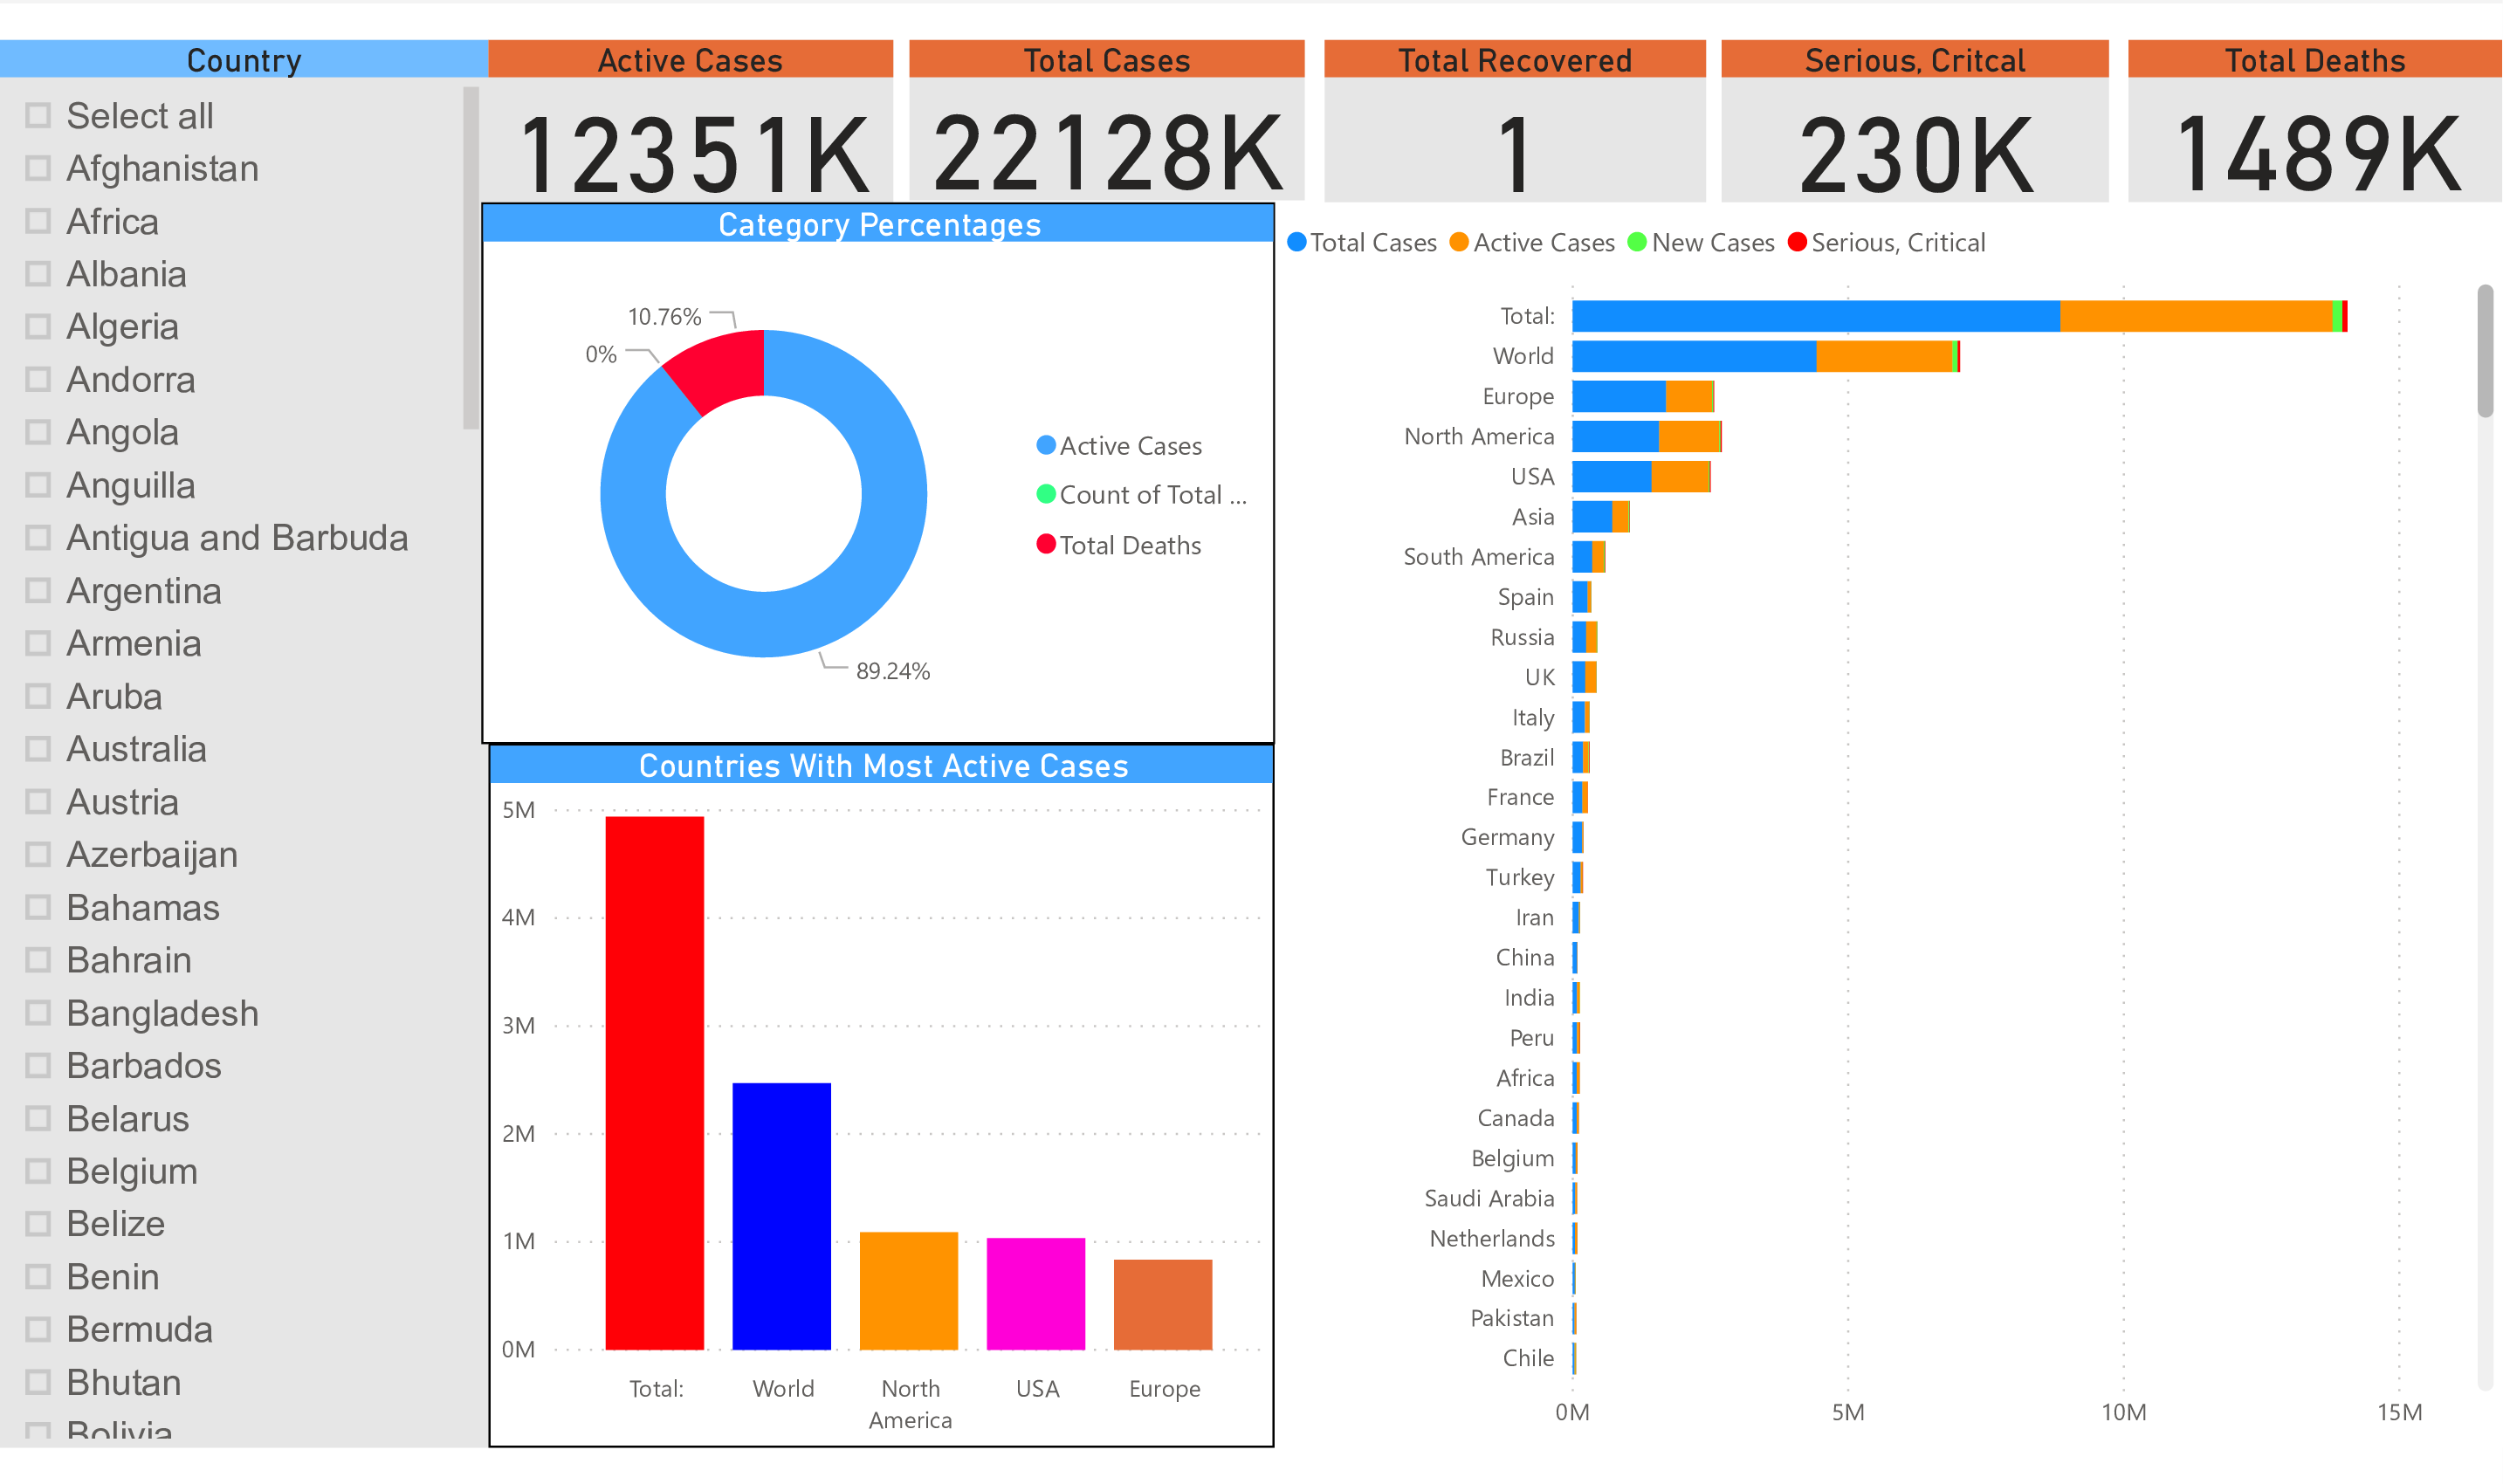 Country
Active Cases
Total Cases
Total Recovered
Serious, Critcal
Total Deaths
12351K
22128K
1
230K
1489K
Select all
Afghanistan
Africa
Albania
Algeria
Andorra
Angola
Anguilla
Antigua and Barbuda
Argentina
Armenia
Aruba
Australia
Austria
Azerbaijan
Bahamas
Bahrain
Bangladesh
Barbados
Belarus
Belgium
Belize
Benin
Bermuda
Bhutan
Bolivia
Category Percentages
10.76%
0%
89.24%
Active Cases
Count of Total ...
Total Deaths
Countries With Most Active Cases
5M
4M
3M
2M
1M
0M
Total:
World
North
America
USA
Europe
Total Cases
Active Cases
New Cases
Serious, Critical
Total:
World
Europe
North America
USA
Asia
South America
Spain
Russia
UK
Italy
Brazil
France
Germany
Turkey
Iran
China
India
Peru
Africa
Canada
Belgium
Saudi Arabia
Netherlands
Mexico
Pakistan
Chile
0M
5M
10M
15M